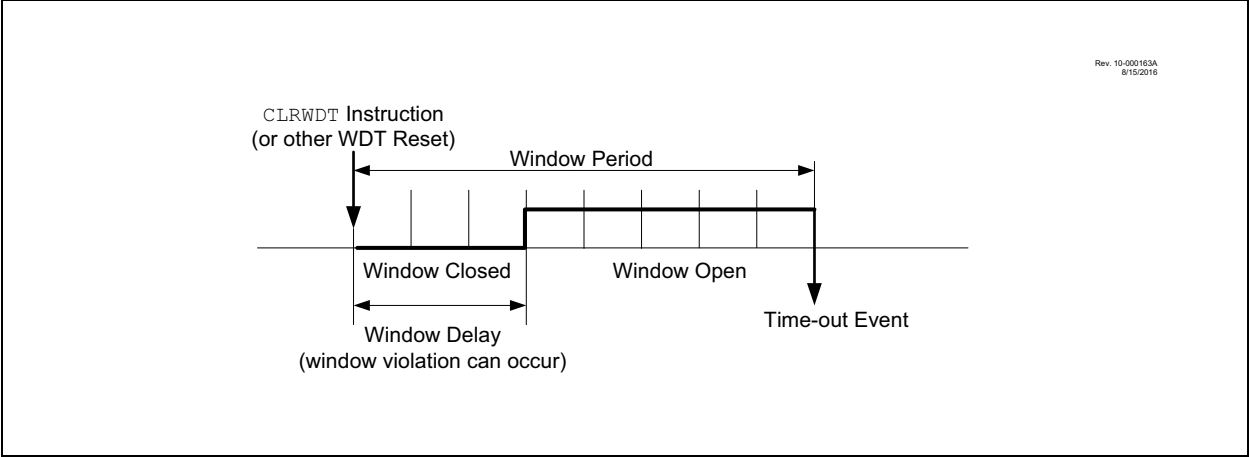 Rev. 10-000163A
8/15/2016
CLRWDT Instruction
(or other WDT Reset)
Window Period
Window Closed
Window Open
Window Delay
(window violation can occur)
Time-out Event